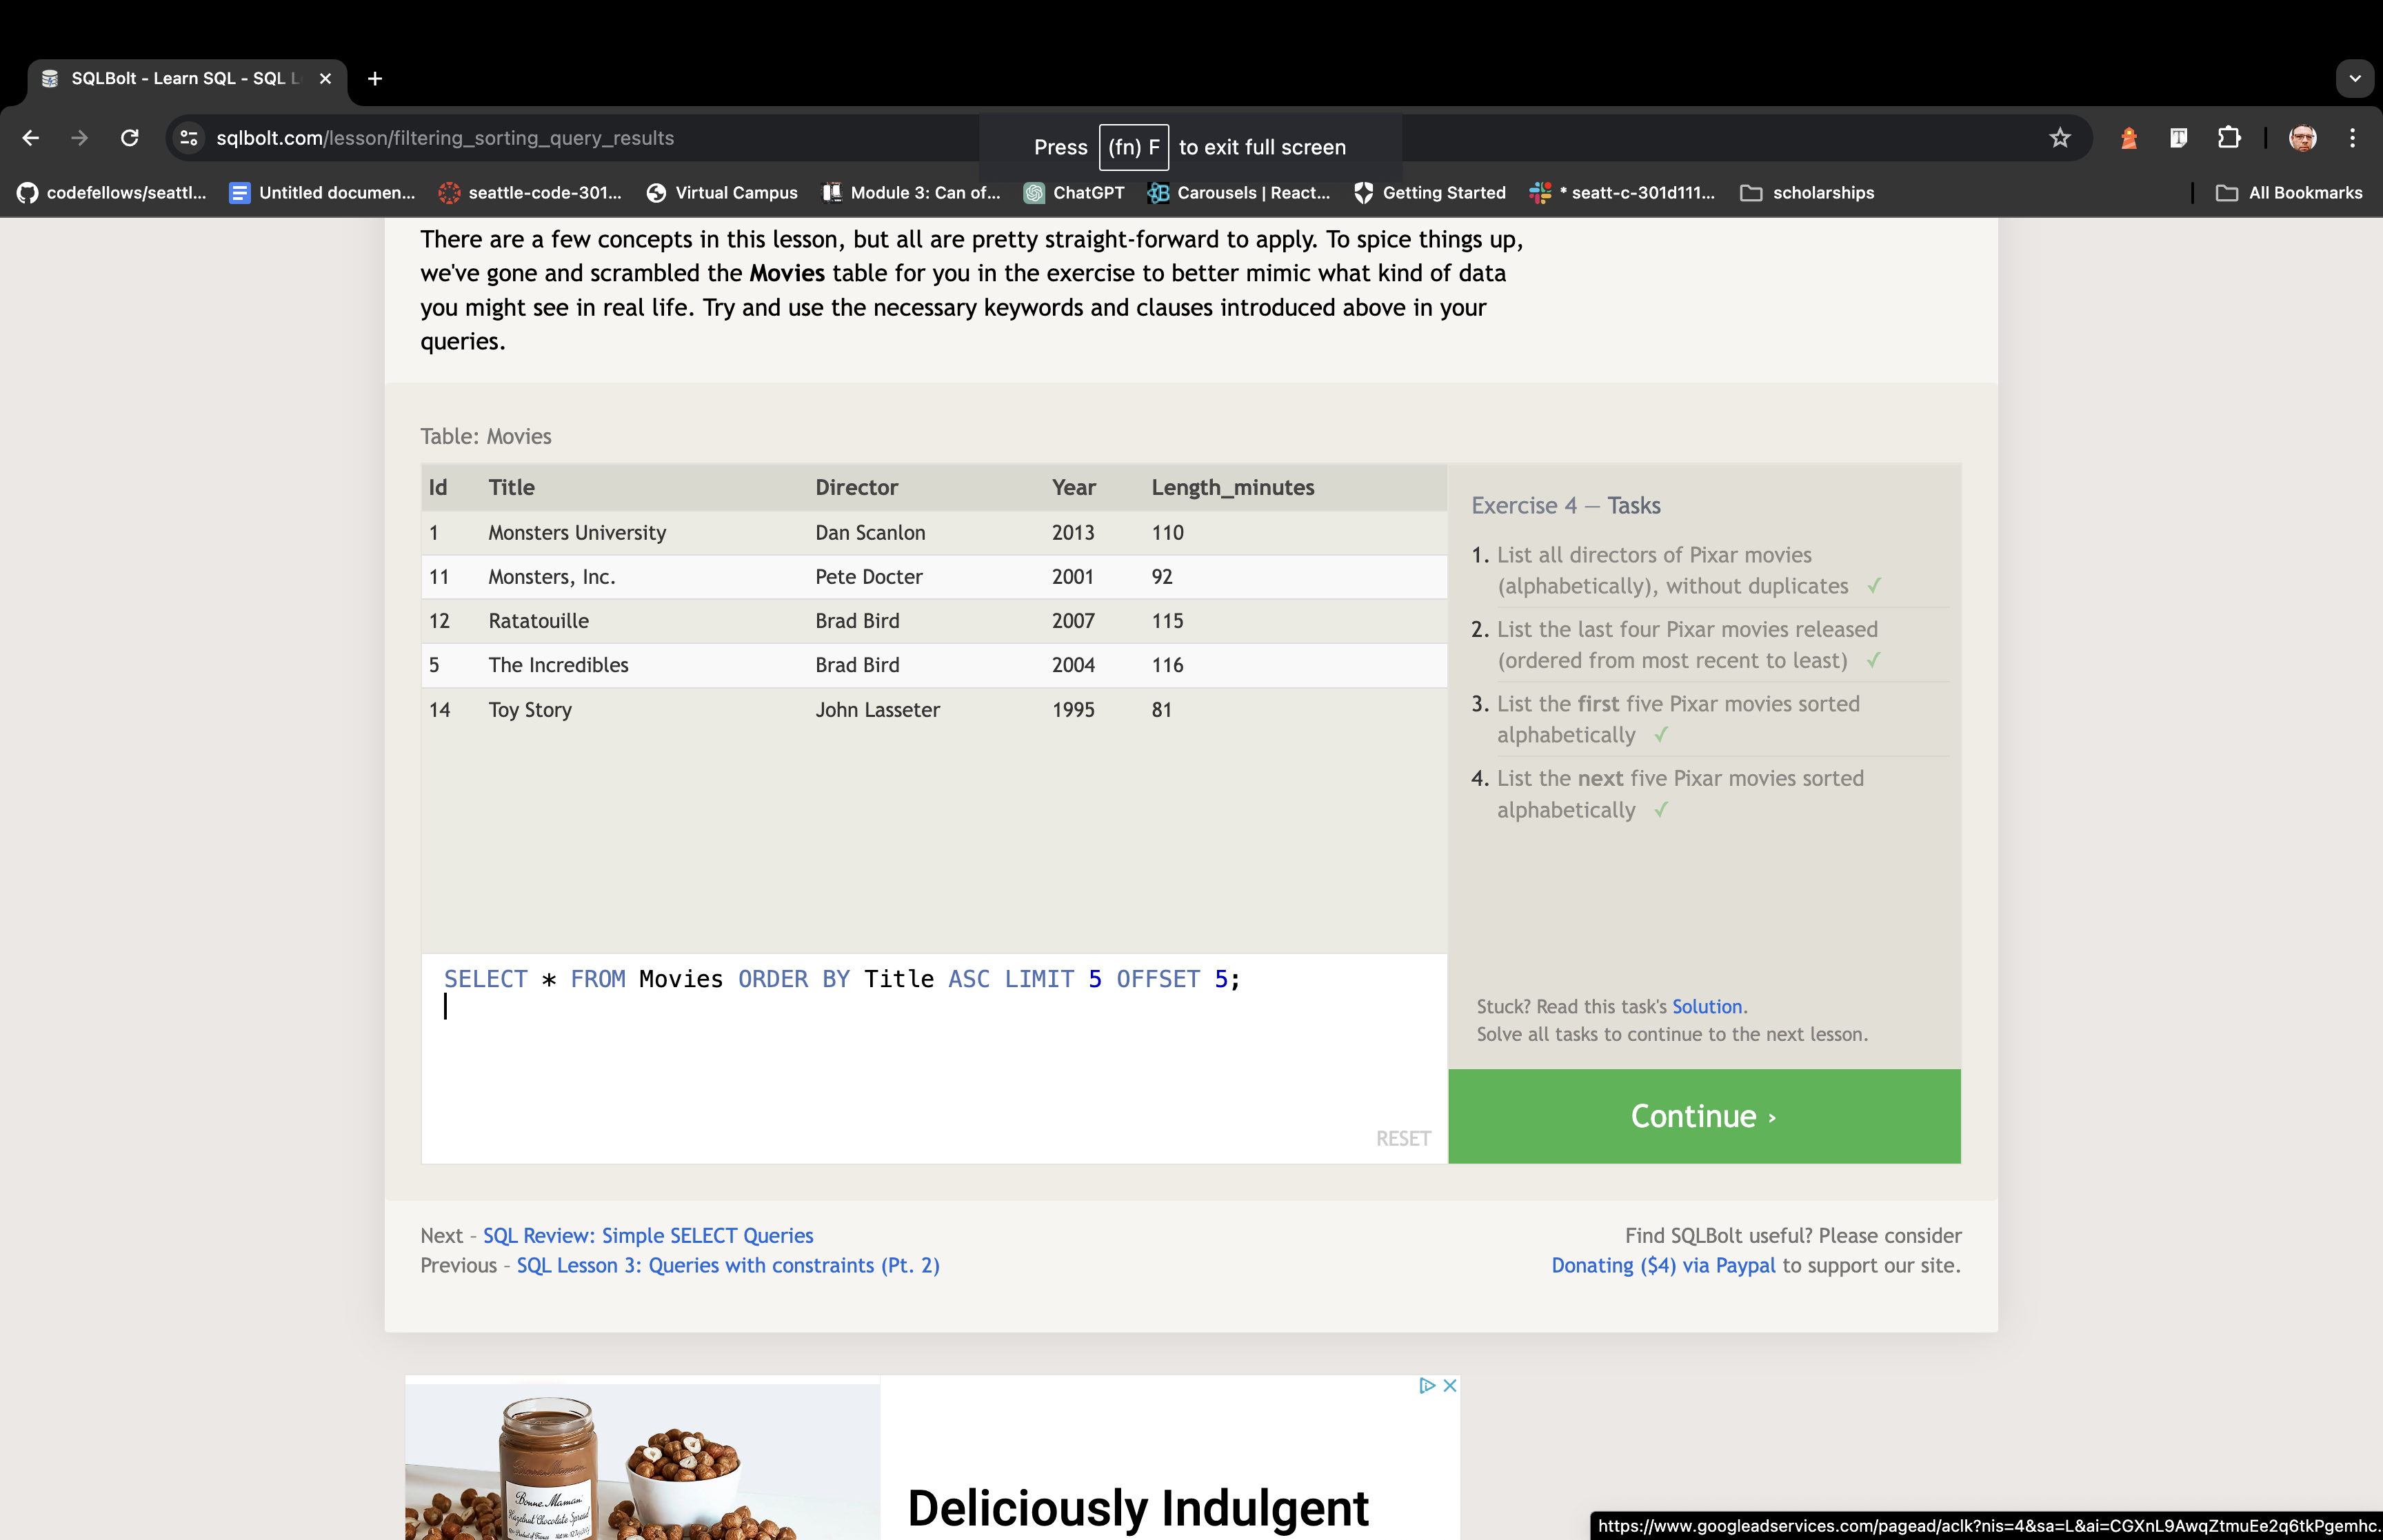 SQLBolt - Learn SQL - SQL L
sqlbolt.com/lesson/filtering_sorting_query_results
Press (fn) F to exit full screen
codefellows/seattl... Untitled documen... seattle-code-301... Virtual Campus Module 3: Can of... ChatGPT Carousels | React... Getting Started * seatt-c-301d111... scholarships All Bookmarks
There are a few concepts in this lesson, but all are pretty straight-forward to apply. To spice things up,
we've gone and scrambled the Movies table for you in the exercise to better mimic what kind of data
you might see in real life. Try and use the necessary keywords and clauses introduced above in your
queries.
Table: Movies
Id Title Director Year Length_minutes
1 Monsters University Dan Scanlon 2013 110
11 Monsters, Inc. Pete Docter 2001 92
12 Ratatouille Brad Bird 2007 115
5 The Incredibles Brad Bird 2004 116
14 Toy Story John Lasseter 1995 81
SELECT * FROM Movies ORDER BY Title ASC LIMIT 5 OFFSET 5;
RESET
Exercise 4 — Tasks
1. List all directors of Pixar movies
(alphabetically), without duplicates ✓
2. List the last four Pixar movies released
(ordered from most recent to least) ✓
3. List the first five Pixar movies sorted
alphabetically ✓
4. List the next five Pixar movies sorted
alphabetically ✓
Stuck? Read this task's Solution.
Solve all tasks to continue to the next lesson.
Continue ›
Next – SQL Review: Simple SELECT Queries
Previous – SQL Lesson 3: Queries with constraints (Pt. 2)
Find SQLBolt useful? Please consider
Donating ($4) via Paypal to support our site.
Bonne Maman
Hazelnut Chocolate Spread
Deliciously Indulgent
https://www.googleadservices.com/pagead/aclk?nis=4&sa=L&ai=CGXnL9AwqZtmuEe2q6tkPgemhc...